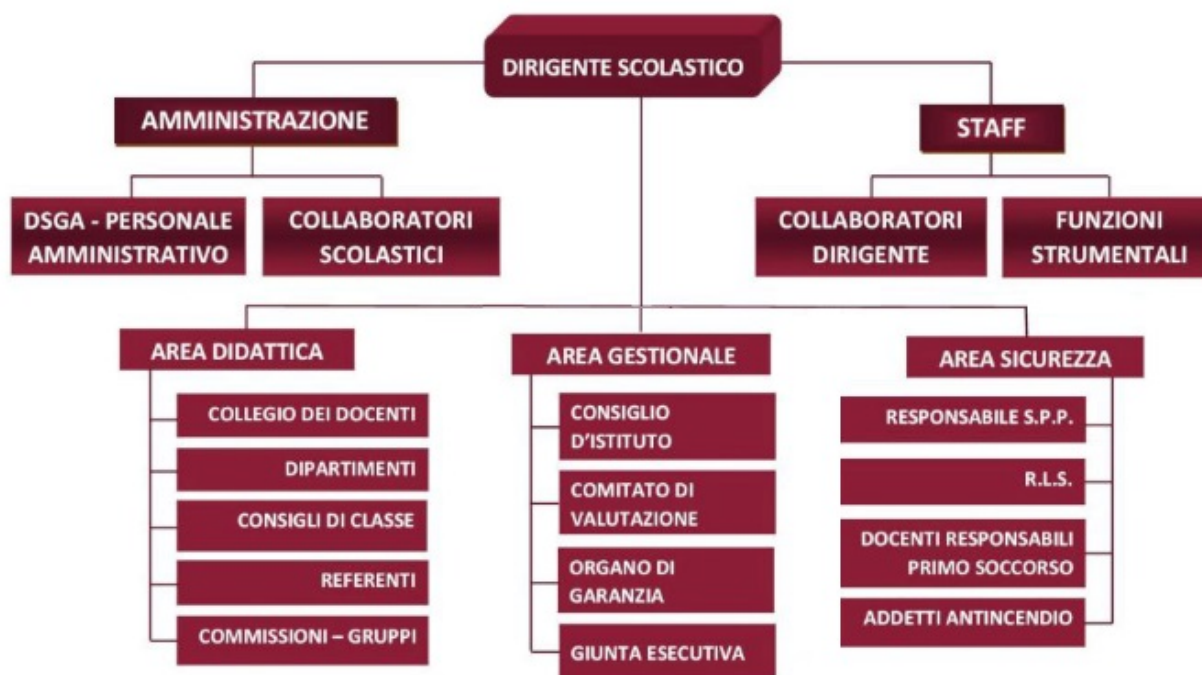 DIRIGENTE SCOLASTICO
AMMINISTRAZIONE
STAFF
DSGA - PERSONALE
AMMINISTRATIVO
COLLABORATORI
SCOLASTICI
COLLABORATORI
DIRIGENTE
FUNZIONI
STRUMENTALI
AREA DIDATTICA
COLLEGIO DEI DOCENTI
DIPARTIMENTI
CONSIGLI DI CLASSE
REFERENTI
COMMISSIONI – GRUPPI
AREA GESTIONALE
CONSIGLIO
D’ISTITUTO
COMITATO DI
VALUTAZIONE
ORGANO DI
GARANZIA
GIUNTA ESECUTIVA
AREA SICUREZZA
RESPONSABILE S.P.P.
R.L.S.
DOCENTI RESPONSABILI
PRIMO SOCCORSO
ADDETTI ANTINCENDIO